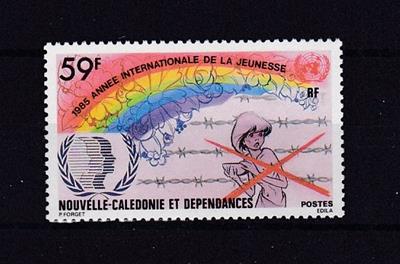 59F
1985 ANNEE INTERNATIONALE DE LA JEUNESSE
RF
NOUVELLE-CALEDONIE ET DEPENDANCES
POSTES
P. FORGET
EDILA